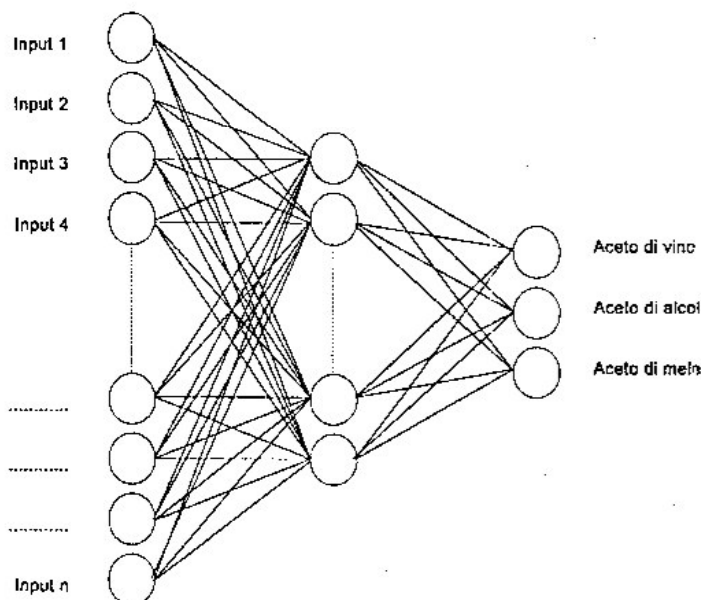 Input 1
Input 2
Input 3
Input 4
Aceto di vino
Aceto di alcol
Aceto di mele
..........
..........
..........
Input n